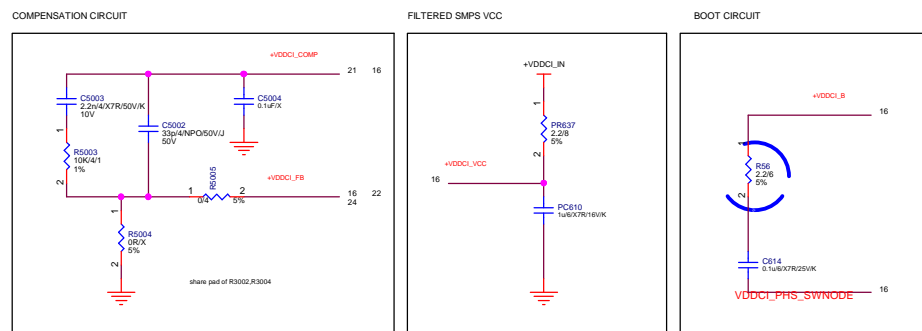 COMPENSATION CIRCUIT
FILTERED SMPS VCC
BOOT CIRCUIT
+VDDCI_COMP
21 16
C5003
2.2n/4/X7R/50V/K
10V
C5004
0.1uF/X
C5002
33p/4/NPO/50V/J
50V
1
R5003
10K/4/1
1%
2
R5005
+VDDCI_FB
1 2
0/4 5%
16 22
24
1
R5004
0R/X
5%
2
share pad of R3002,R3004
+VDDCI_IN
1
PR637
2.2/8
5%
2
+VDDCI_VCC
16
PC610
1u/6/X7R/16V/K
+VDDCI_B
16
1
R56
2.2/6
5%
2
C614
0.1u/6/X7R/25V/K
16
VDDCI_PHS_SWNODE